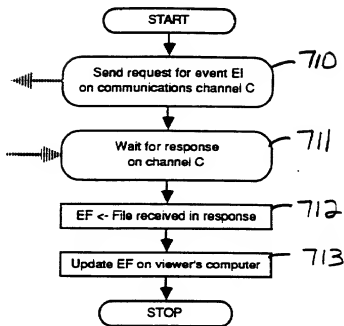 START
Send request for event EI
on communications channel C
710
Wait for response
on channel C
711
EF <- File received in response
712
Update EF on viewer's computer
713
STOP